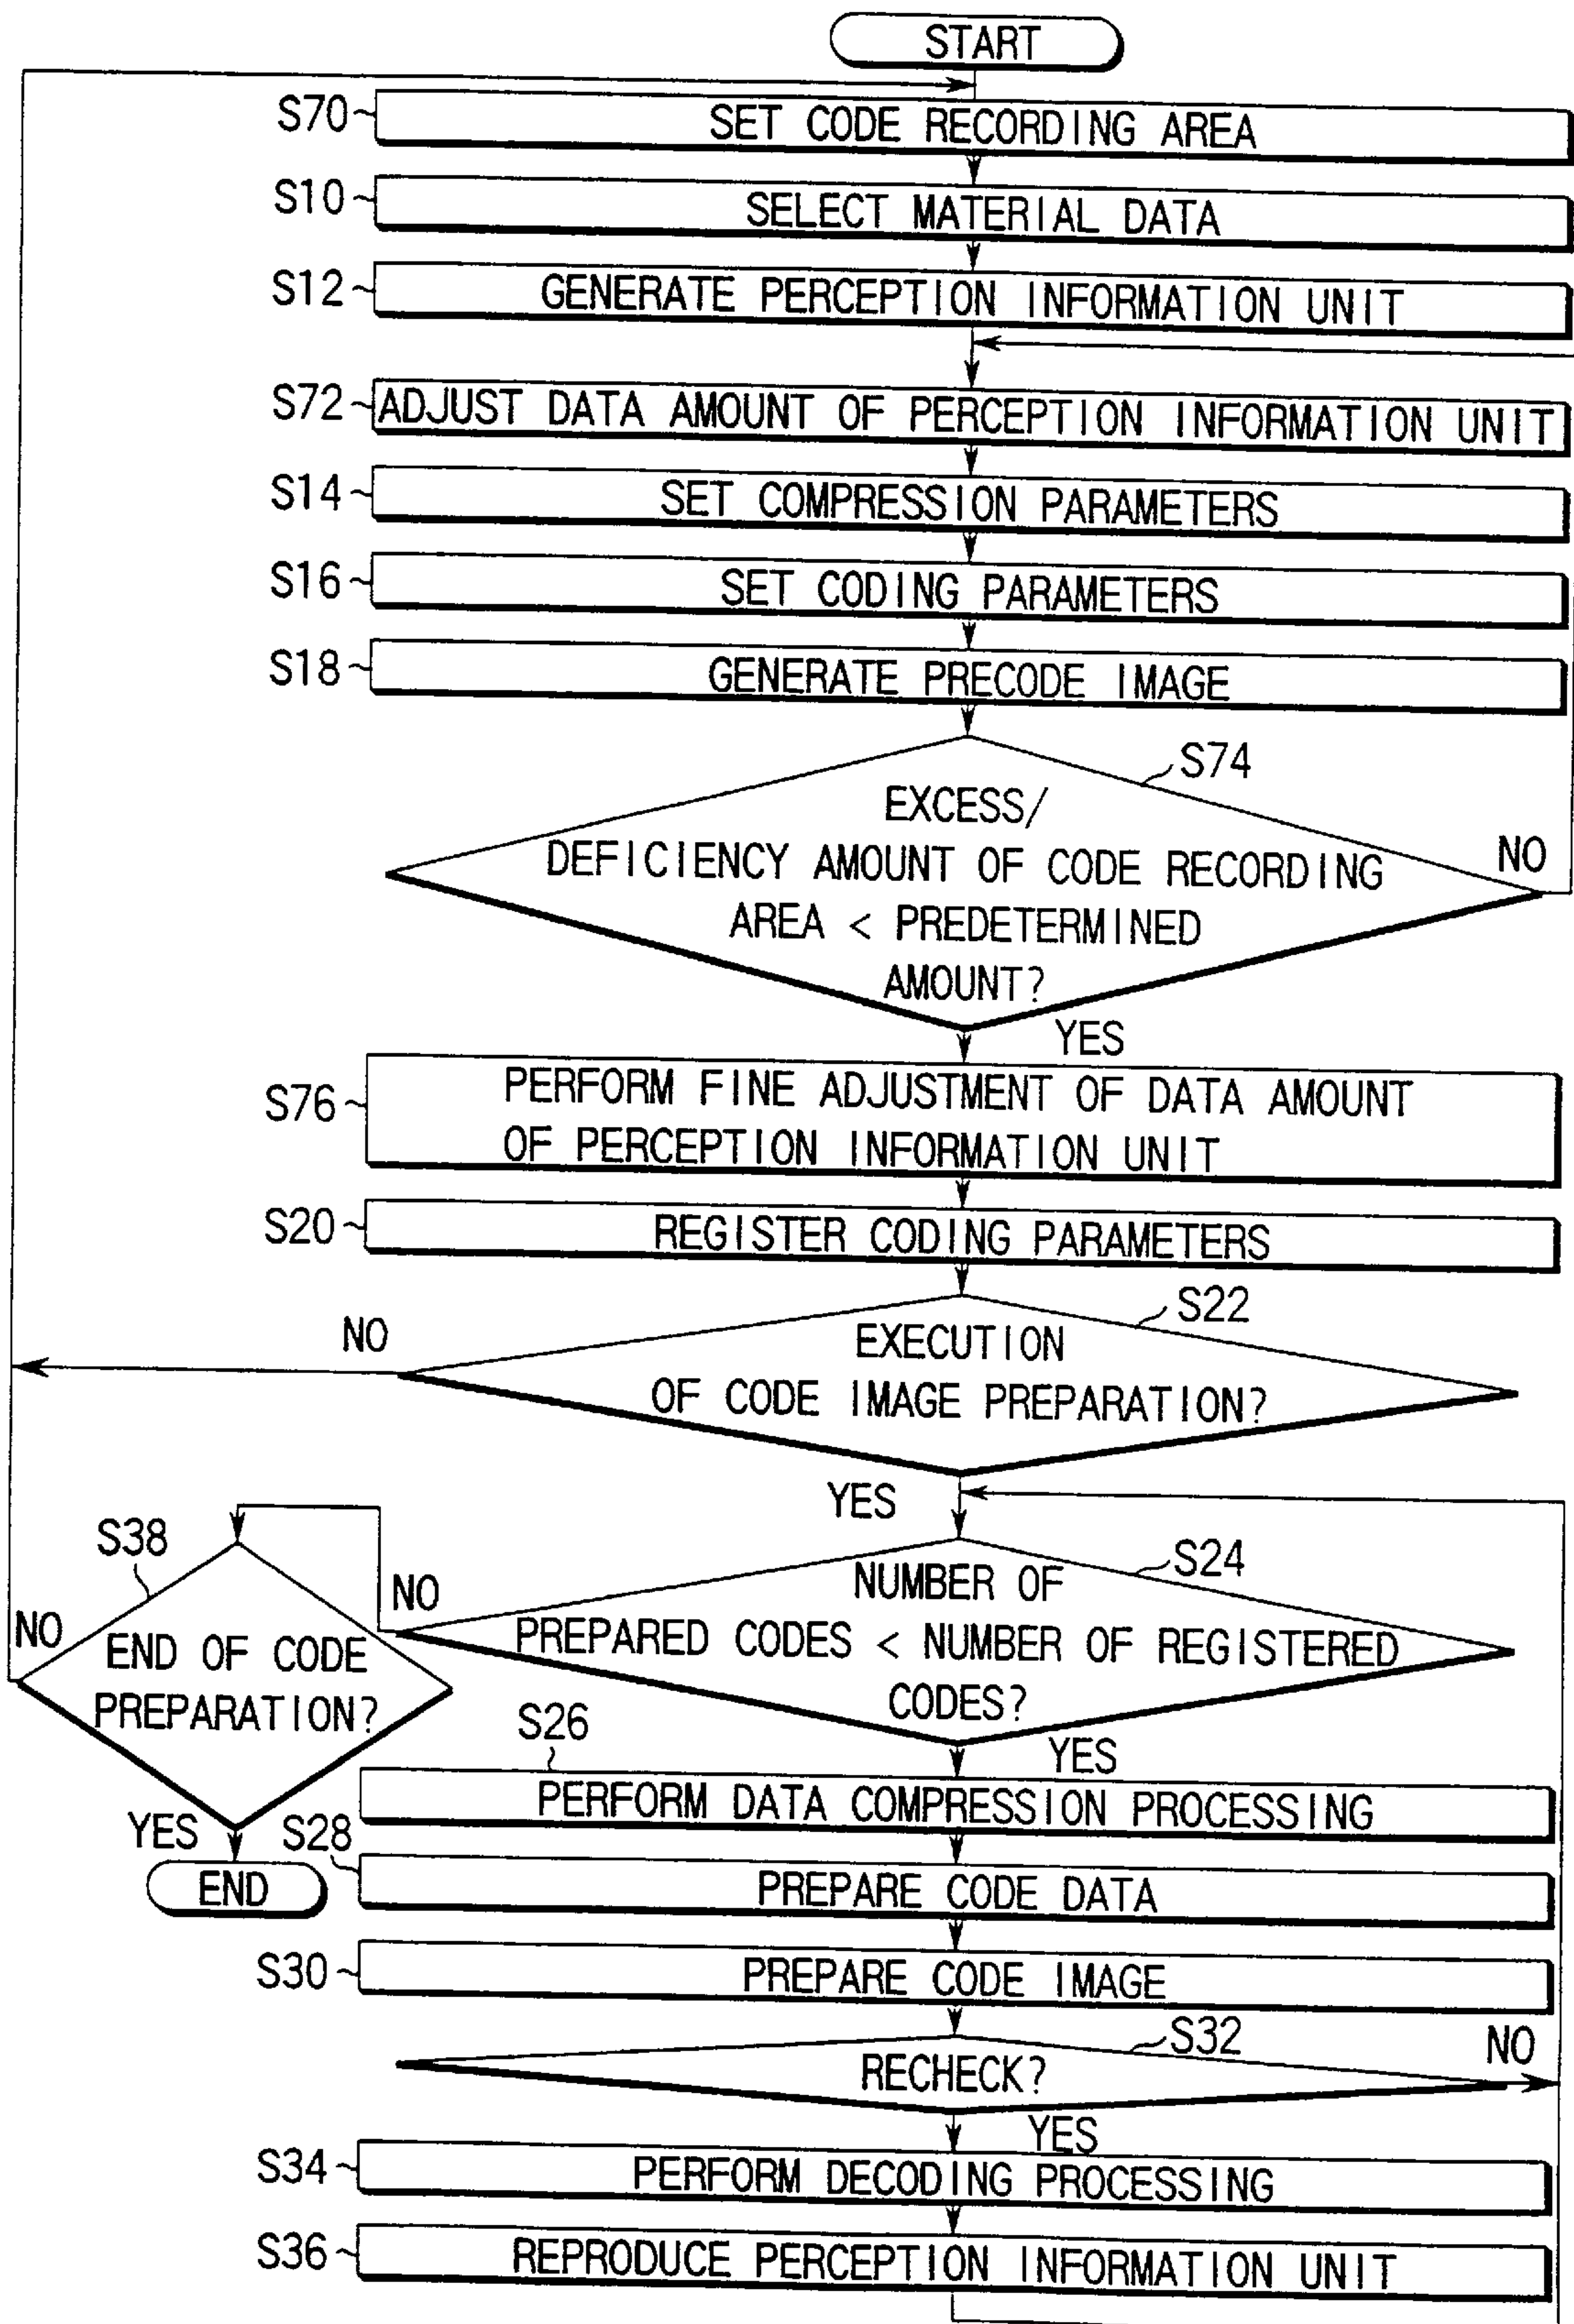 START
S70
SET CODE RECORDING AREA
S10
SELECT MATERIAL DATA
S12
GENERATE PERCEPTION INFORMATION UNIT
S72
ADJUST DATA AMOUNT OF PERCEPTION INFORMATION UNIT
S14
SET COMPRESSION PARAMETERS
S16
SET CODING PARAMETERS
S18
GENERATE PRECODE IMAGE
S74
EXCESS/
DEFICIENCY AMOUNT OF CODE RECORDING
AREA < PREDETERMINED
AMOUNT?
NO
YES
S76
PERFORM FINE ADJUSTMENT OF DATA AMOUNT
OF PERCEPTION INFORMATION UNIT
S20
REGISTER CODING PARAMETERS
S22
EXECUTION
OF CODE IMAGE PREPARATION?
NO
YES
S24
NUMBER OF
PREPARED CODES < NUMBER OF REGISTERED
CODES?
NO
YES
S38
END OF CODE
PREPARATION?
NO
YES
END
S26
PERFORM DATA COMPRESSION PROCESSING
S28
PREPARE CODE DATA
S30
PREPARE CODE IMAGE
S32
RECHECK?
NO
YES
S34
PERFORM DECODING PROCESSING
S36
REPRODUCE PERCEPTION INFORMATION UNIT